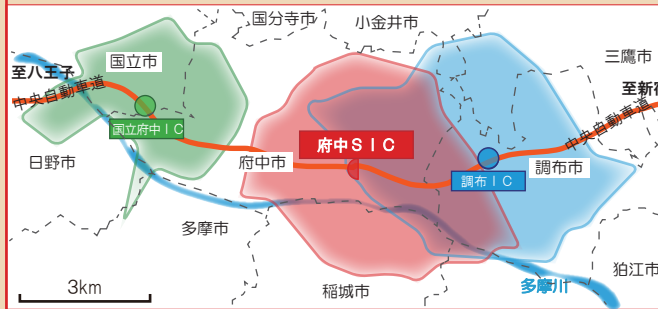 国分寺市
小金井市
国立市
三鷹市
至八王子
至新宿
中央自動車道
中央自動車道
国立府中ＩＣ
府中ＳＩＣ
日野市
府中市
調布ＩＣ
調布市
多摩市
狛江市
3km
稲城市
多摩川